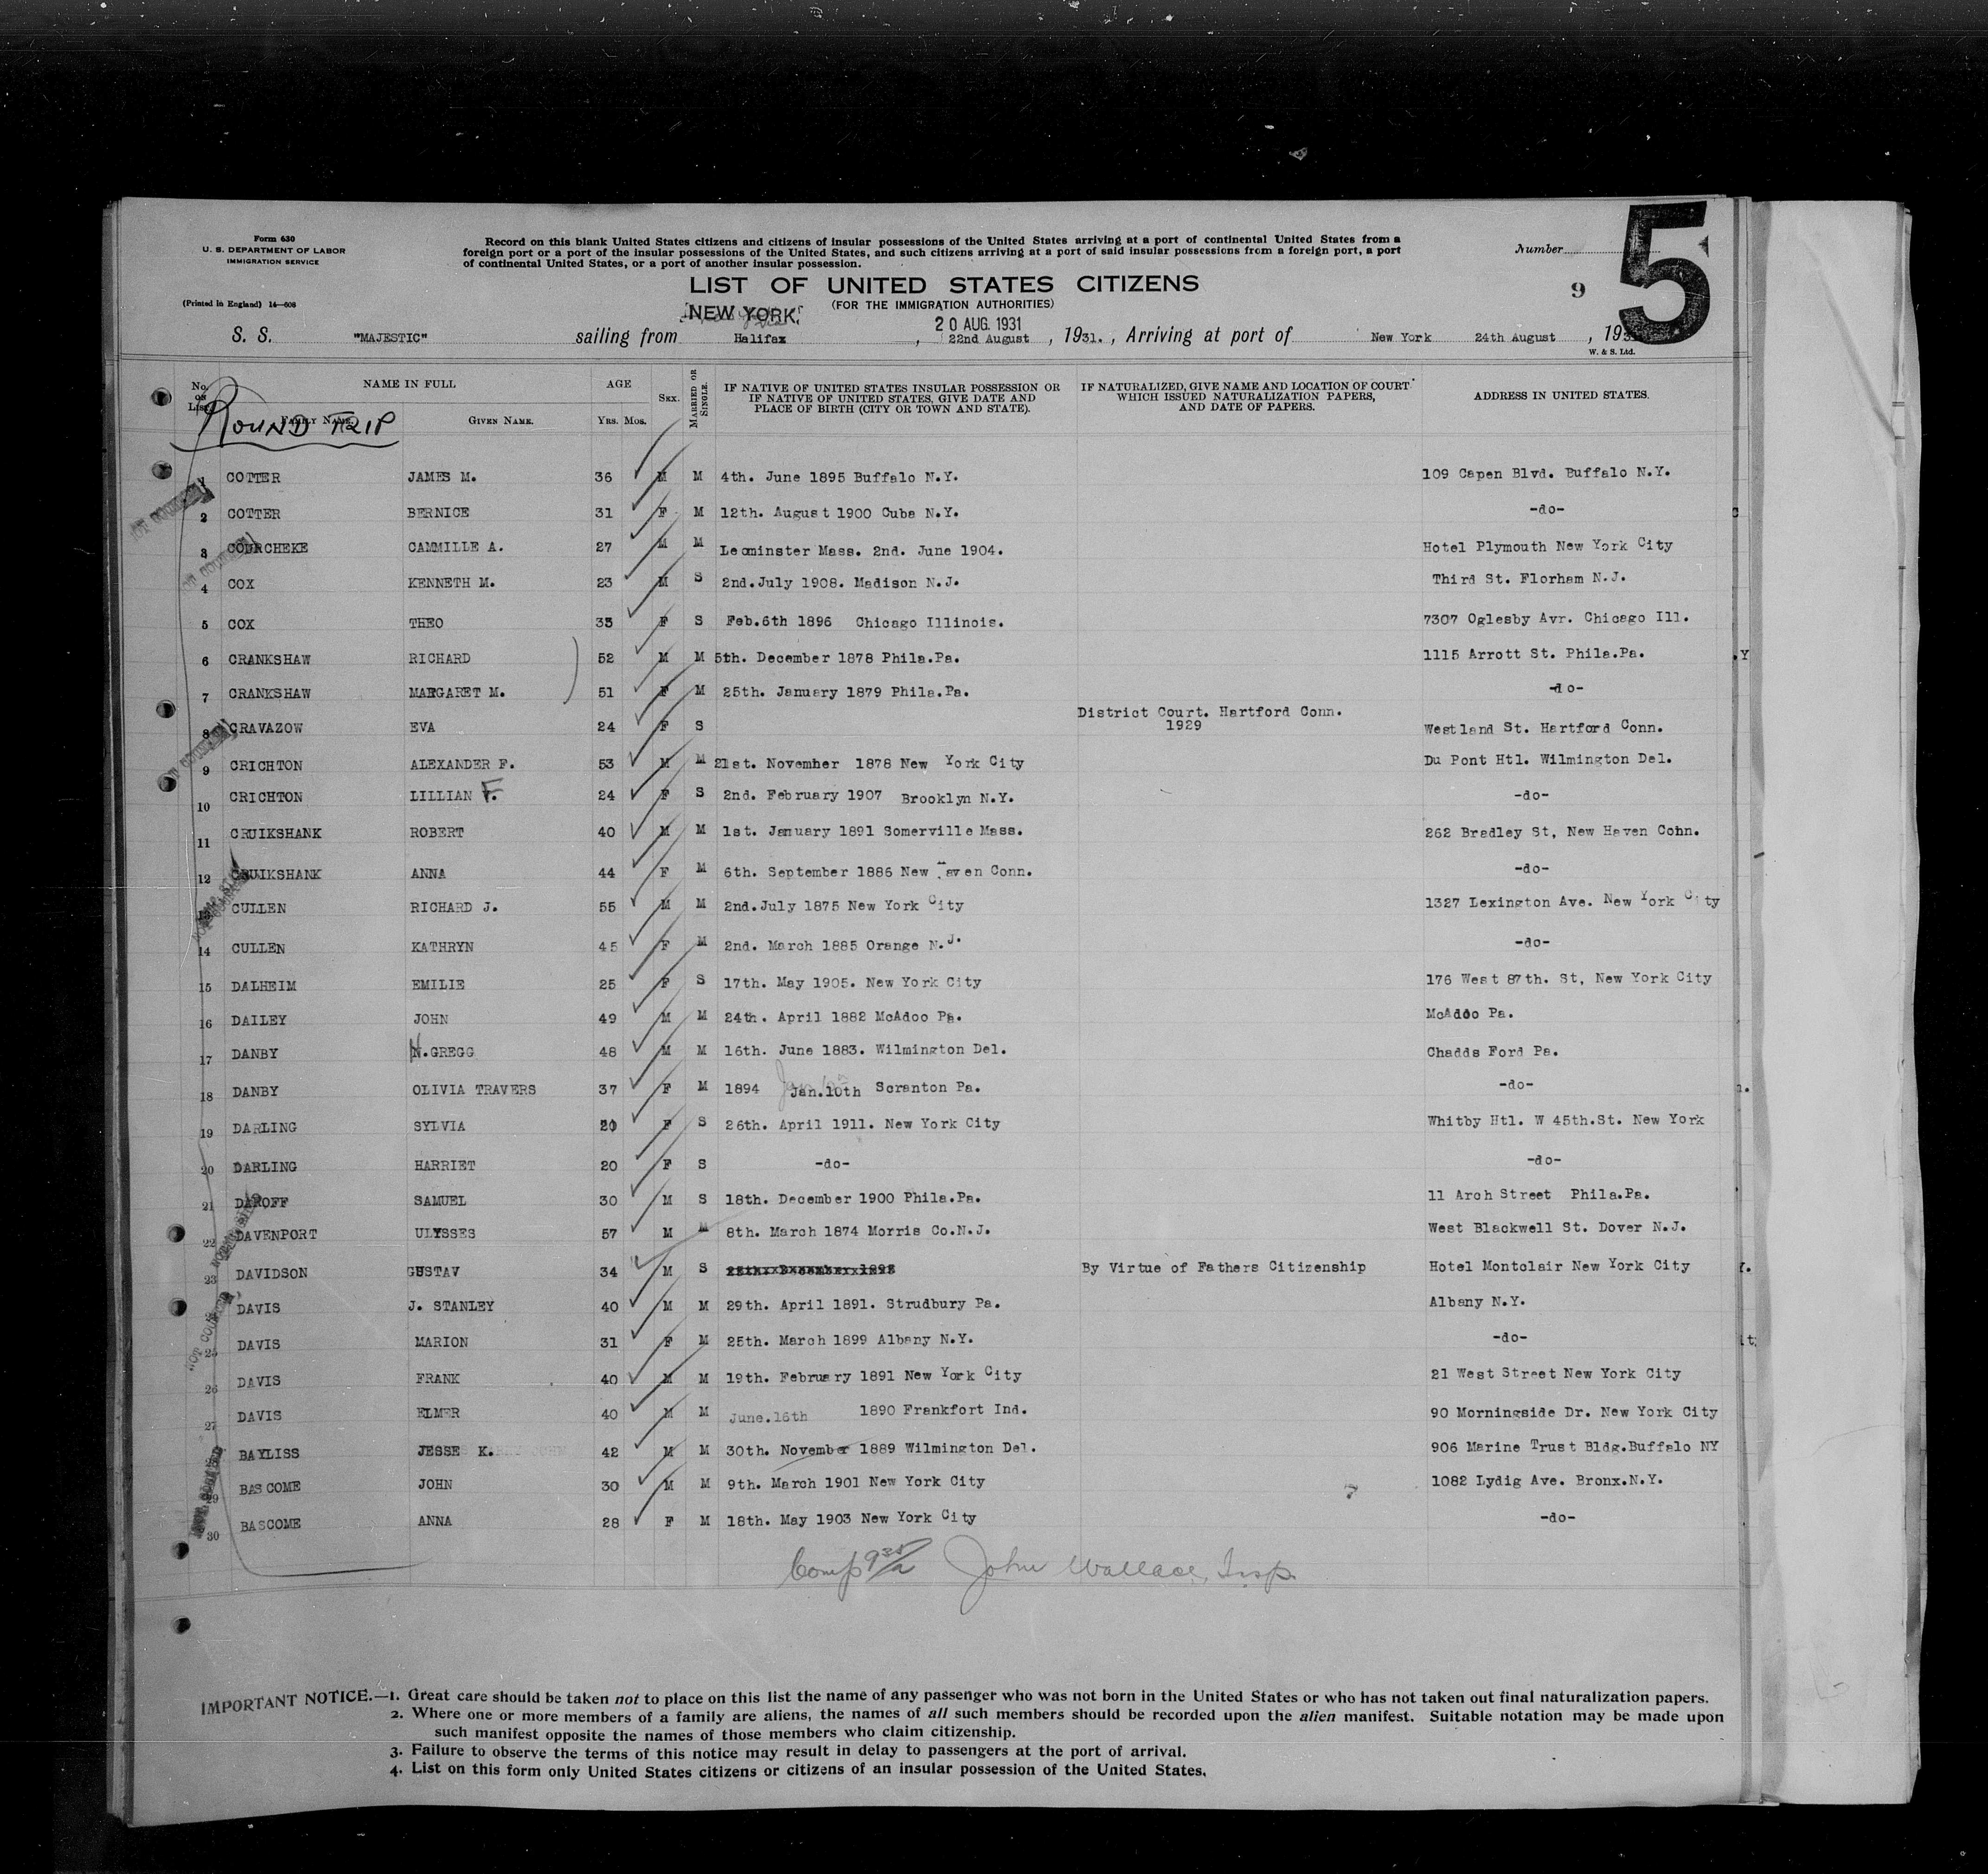 Form 630
U. S. DEPARTMENT OF LABOR
IMMIGRATION SERVICE
(Printed in England) 14—508
Record on this blank United States citizens and citizens of insular possessions of the United States arriving at a port of continental United States from a
foreign port or a port of the insular possessions of the United States, and such citizens arriving at a port of said insular possessions from a foreign port, a port
of continental United States, or a port of another insular possession.
Number
5
9
LIST OF UNITED STATES CITIZENS
(FOR THE IMMIGRATION AUTHORITIES)
NEW YORK. 20 AUG. 1931
S. S. "MAJESTIC" sailing from Halifax, 22nd August, 1931., Arriving at port of New York 24th August, 193
W. & S. Ltd.
No. on List. NAME IN FULL Family Name. Given Name. AGE Yrs. Mos. Sex. Married or Single. IF NATIVE OF UNITED STATES INSULAR POSSESSION OR IF NATIVE OF UNITED STATES, GIVE DATE AND PLACE OF BIRTH (CITY OR TOWN AND STATE). IF NATURALIZED, GIVE NAME AND LOCATION OF COURT WHICH ISSUED NATURALIZATION PAPERS, AND DATE OF PAPERS. ADDRESS IN UNITED STATES.
ROUND TRIP
1 COTTER JAMES M. 36 M M 4th. June 1895 Buffalo N.Y. 109 Capen Blvd. Buffalo N.Y.
2 COTTER BERNICE 31 F M 12th. August 1900 Cuba N.Y. -do-
3 COURCHEKE CAMMILLE A. 27 M M Leominster Mass. 2nd. June 1904. Hotel Plymouth New York City
4 COX KENNETH M. 23 M S 2nd.July 1908. Madison N.J. Third St. Florham N.J.
5 COX THEO 35 F S Feb.6th 1896 Chicago Illinois. 7307 Oglesby Avr. Chicago Ill.
6 CRANKSHAW RICHARD 52 M M 5th. December 1878 Phila.Pa. 1115 Arrott St. Phila.Pa.
7 CRANKSHAW MARGARET M. 51 F M 25th. January 1879 Phila.Pa. -do-
8 CRAVAZOW EVA 24 F S District Court. Hartford Conn. 1929 Westland St. Hartford Conn.
9 CRICHTON ALEXANDER F. 53 M M 21st. November 1878 New York City Du Pont Htl. Wilmington Del.
10 CRICHTON LILLIAN F. 24 F S 2nd. February 1907 Brooklyn N.Y. -do-
11 CRUIKSHANK ROBERT 40 M M 1st. January 1891 Somerville Mass. 262 Bradley St, New Haven Conn.
12 CRUIKSHANK ANNA 44 F M 6th. September 1886 New Haven Conn. -do-
13 CULLEN RICHARD J. 55 M M 2nd.July 1875 New York City 1327 Lexington Ave. New York City
14 CULLEN KATHRYN 45 F M 2nd. March 1885 Orange N.J. -do-
15 DALHEIM EMILIE 25 F S 17th. May 1905. New York City 176 West 87th. St, New York City
16 DAILEY JOHN 49 M M 24th. April 1882 McAdoo Pa. McAdoo Pa.
17 DANBY H.GREGG 48 M M 16th. June 1883. Wilmington Del. Chadds Ford Pa.
18 DANBY OLIVIA TRAVERS 37 F M 1894 Jan.10th Scranton Pa. -do-
19 DARLING SYLVIA 20 F S 26th. April 1911. New York City Whitby Htl. W 45th.St. New York
20 DARLING HARRIET 20 F S -do- -do-
21 DAROFF SAMUEL 30 M S 18th. December 1900 Phila.Pa. 11 Arch Street Phila.Pa.
22 DAVENPORT ULYSSES 57 M M 8th. March 1874 Morris Co.N.J. West Blackwell St. Dover N.J.
23 DAVIDSON GUSTAV 34 M S By Virtue of Fathers Citizenship Hotel Montclair New York City
DAVIS J. STANLEY 40 M M 29th. April 1891. Strudbury Pa. Albany N.Y.
25 DAVIS MARION 31 F M 25th. March 1899 Albany N.Y. -do-
26 DAVIS FRANK 40 M M 19th. February 1891 New York City 21 West Street New York City
27 DAVIS ELMER 40 M M June.16th 1890 Frankfort Ind. 90 Morningside Dr. New York City
BAYLISS JESSE K. 42 M M 30th. November 1889 Wilmington Del. 906 Marine Trust Bldg.Buffalo NY
29 BASCOME JOHN 30 M M 9th. March 1901 New York City 1082 Lydig Ave. Bronx.N.Y.
30 BASCOME ANNA 28 F M 18th. May 1903 New York City -do-
John Wallace, Insp.
IMPORTANT NOTICE.—1. Great care should be taken not to place on this list the name of any passenger who was not born in the United States or who has not taken out final naturalization papers.
2. Where one or more members of a family are aliens, the names of all such members should be recorded upon the alien manifest. Suitable notation may be made upon
such manifest opposite the names of those members who claim citizenship.
3. Failure to observe the terms of this notice may result in delay to passengers at the port of arrival.
4. List on this form only United States citizens or citizens of an insular possession of the United States.